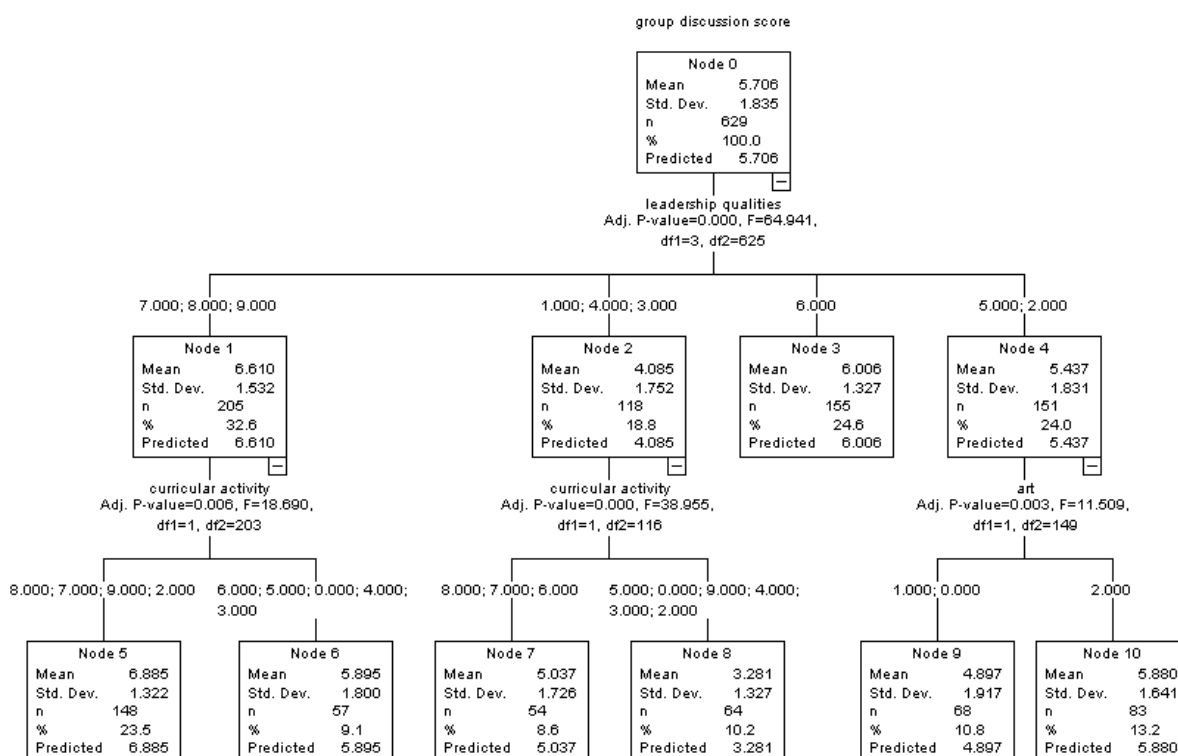 group discussion score
Node 0
Mean 5.706
Std. Dev. 1.835
n 629
% 100.0
Predicted 5.706
leadership qualities
Adj. P-value=0.000, F=64.941,
df1=3, df2=625
7.000; 8.000; 9.000
1.000; 4.000; 3.000
6.000
5.000; 2.000
Node 1
Mean 6.610
Std. Dev. 1.532
n 205
% 32.6
Predicted 6.610
Node 2
Mean 4.085
Std. Dev. 1.752
n 118
% 18.8
Predicted 4.085
Node 3
Mean 6.006
Std. Dev. 1.327
n 155
% 24.6
Predicted 6.006
Node 4
Mean 5.437
Std. Dev. 1.831
n 151
% 24.0
Predicted 5.437
curricular activity
Adj. P-value=0.006, F=18.690,
df1=1, df2=203
curricular activity
Adj. P-value=0.000, F=38.955,
df1=1, df2=116
art
Adj. P-value=0.003, F=11.509,
df1=1, df2=149
8.000; 7.000; 9.000; 2.000
6.000; 5.000; 0.000; 4.000;
3.000
8.000; 7.000; 6.000
5.000; 0.000; 9.000; 4.000;
3.000; 2.000
1.000; 0.000
2.000
Node 5
Mean 6.885
Std. Dev. 1.322
n 148
% 23.5
Predicted 6.885
Node 6
Mean 5.895
Std. Dev. 1.800
n 57
% 9.1
Predicted 5.895
Node 7
Mean 5.037
Std. Dev. 1.726
n 54
% 8.6
Predicted 5.037
Node 8
Mean 3.281
Std. Dev. 1.327
n 64
% 10.2
Predicted 3.281
Node 9
Mean 4.897
Std. Dev. 1.917
n 68
% 10.8
Predicted 4.897
Node 10
Mean 5.880
Std. Dev. 1.641
n 83
% 13.2
Predicted 5.880